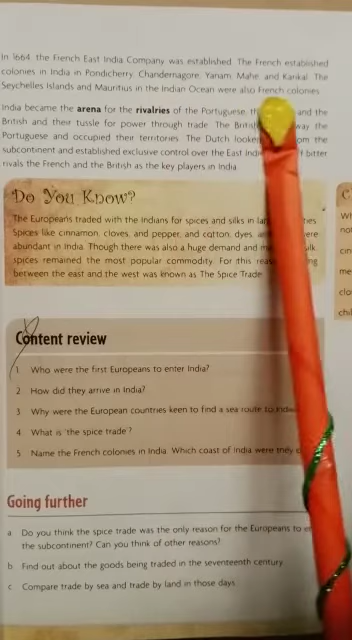 In 1664, the French East India Company was established. The French established
colonies in India in Pondicherry, Chandernagore, Yanam, Mahe, and Karikal. The
Seychelles Islands and Mauritius in the Indian Ocean were also French colonies.
India became the arena for the rivalries of the Portuguese, and the
British and their tussle for power through trade. The British way the
Portuguese and occupied their territories. The Dutch looked om the
subcontinent and established exclusive control over the East bitter
rivals the French and the British as the key players in India.
Do You Know?
The Europeans traded with the Indians for spices and silks in ies
Spices like cinnamon, cloves, and pepper, and cotton, dyes, ere
abundant in India. Though there was also a huge demand and ilk,
spices remained the most popular commodity. For this ng
between the east and the west was known as The Spice Trade
C
not
cin
me
clo
chil
Content review
1 Who were the first Europeans to enter India?
2 How did they arrive in India?
3 Why were the European countries keen to find a sea route to India
4 What is 'the spice trade'?
5 Name the French colonies in India. Which coast of India were they
Going further
a Do you think the spice trade was the only reason for the Europeans to
the subcontinent? Can you think of other reasons?
b Find out about the goods being traded in the seventeenth century.
c Compare trade by sea and trade by land in those days.